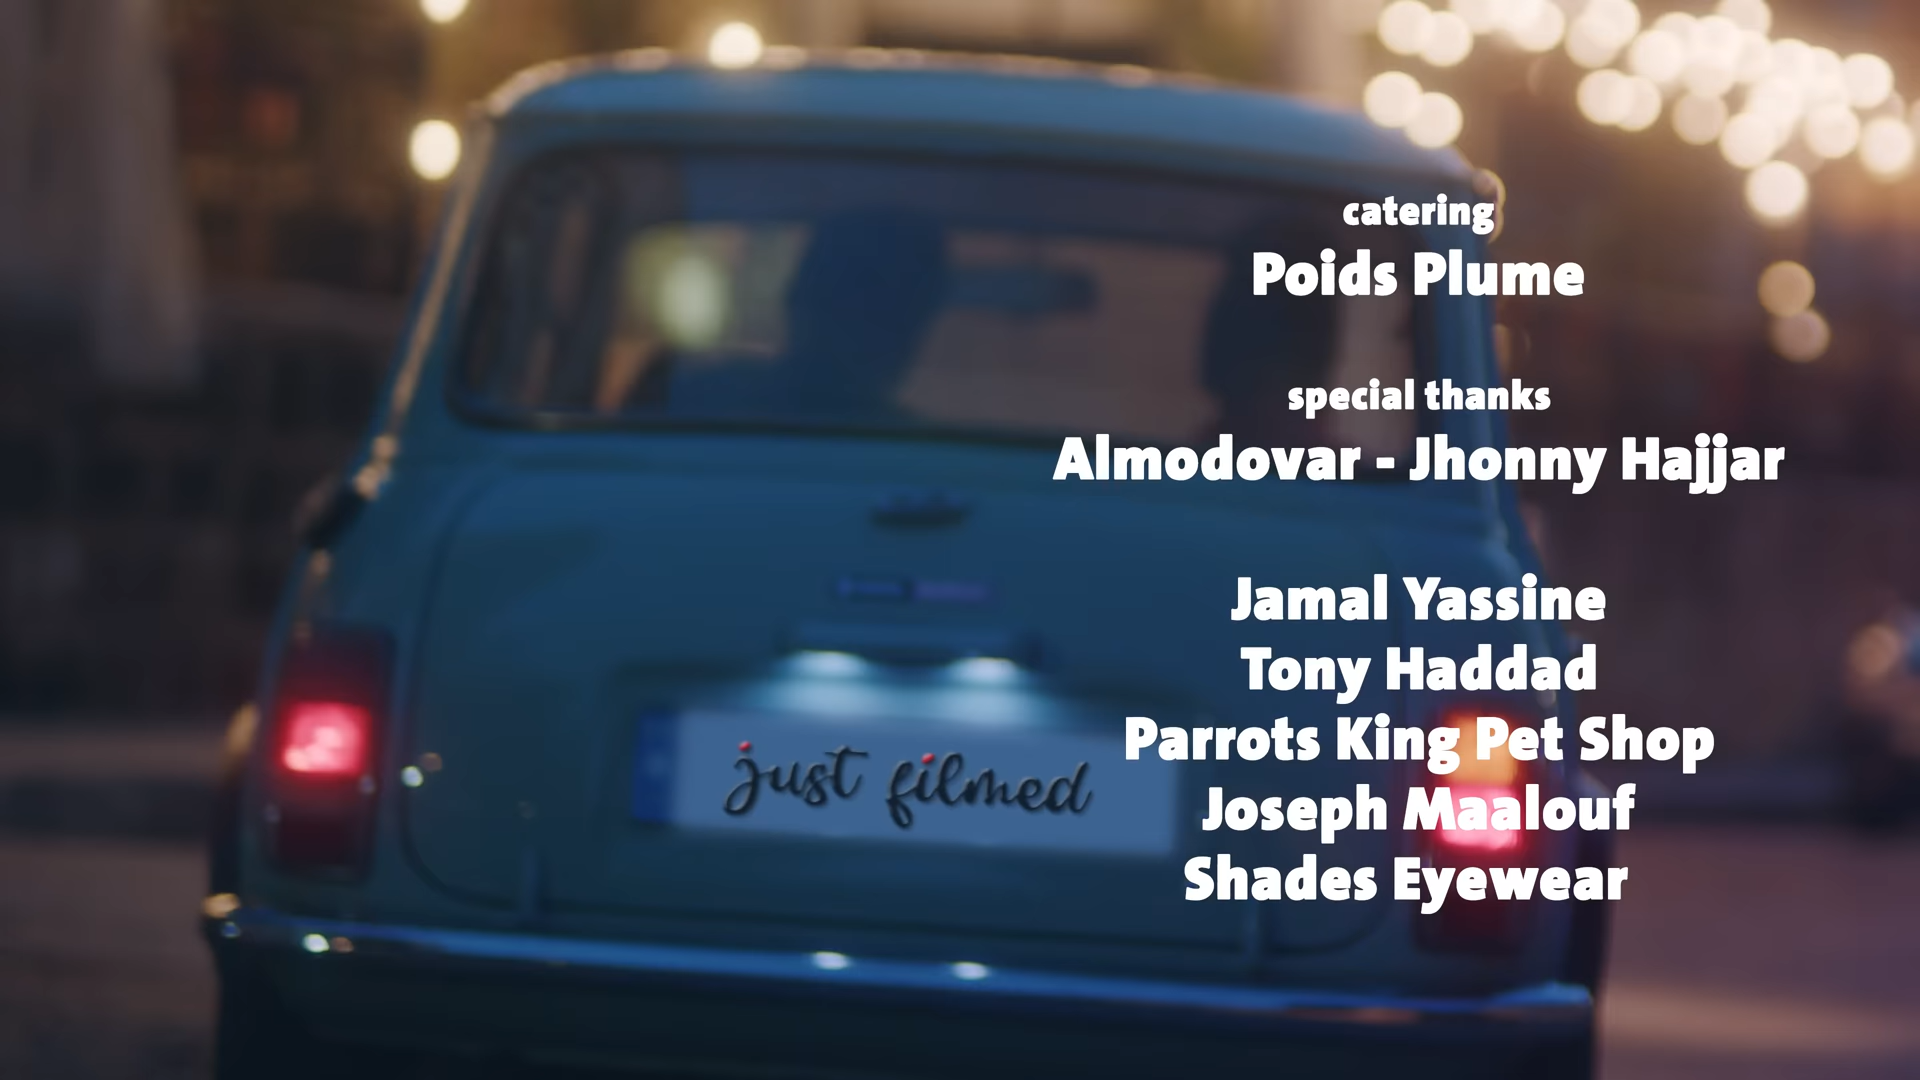 catering
Poids Plume
special thanks
Almodovar - Jhonny Hajjar
Jamal Yassine
Tony Haddad
Parrots King Pet Shop
Joseph Maalouf
Shades Eyewear
just filmed